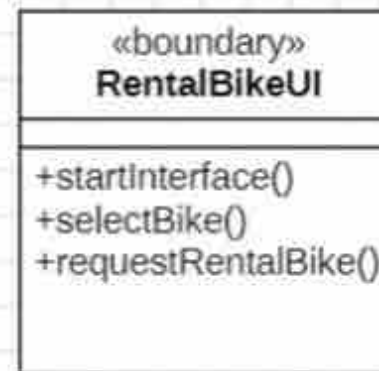 «boundary»
RentalBikeUI
+startInterface()
+selectBike()
+requestRentalBike()